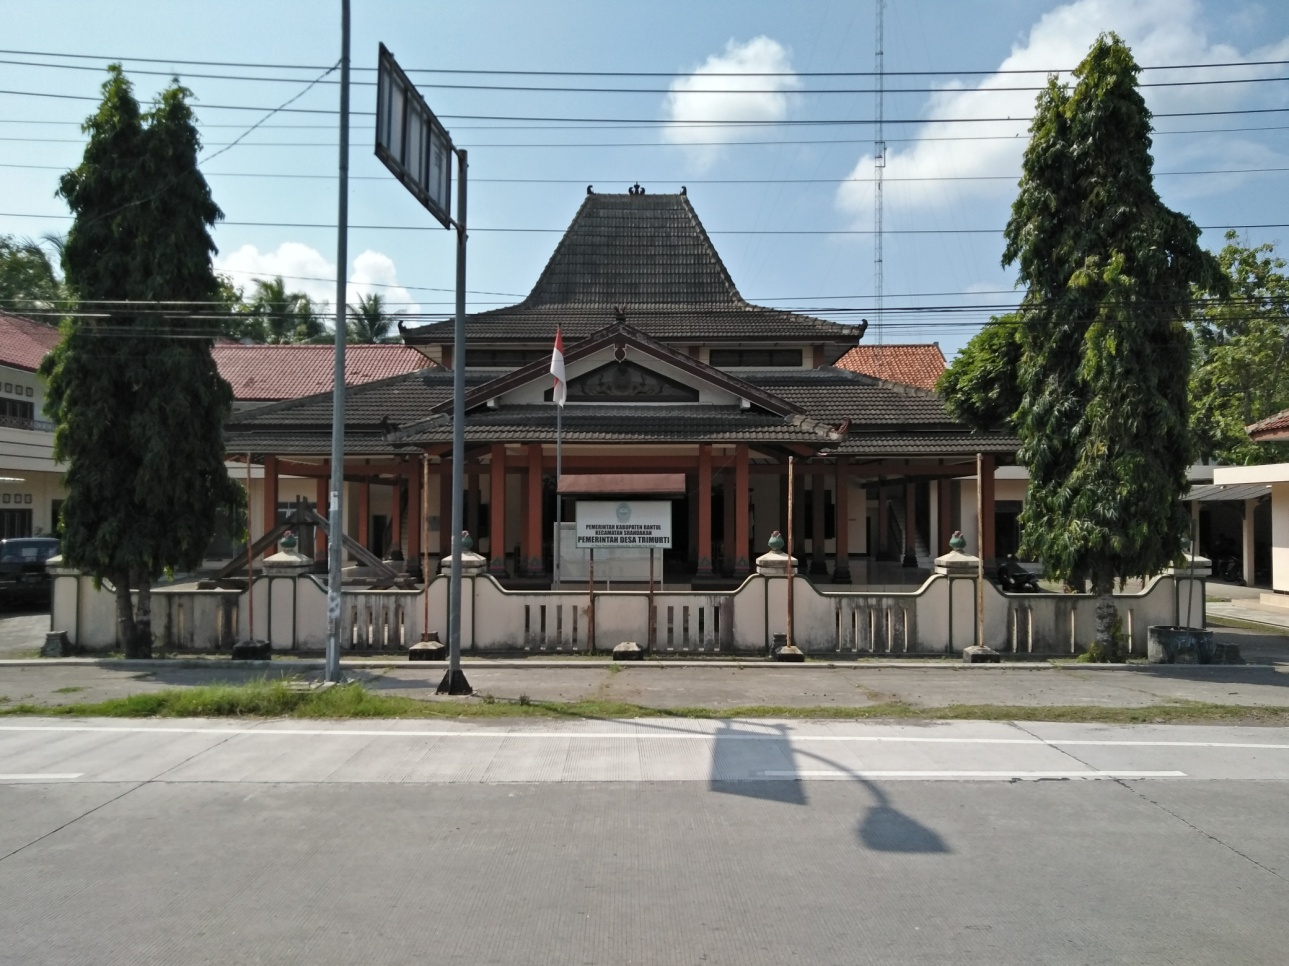 PEMERINTAH KABUPATEN BANTUL
KECAMATAN SRANDAKAN
PEMERINTAH DESA TRIMURTI